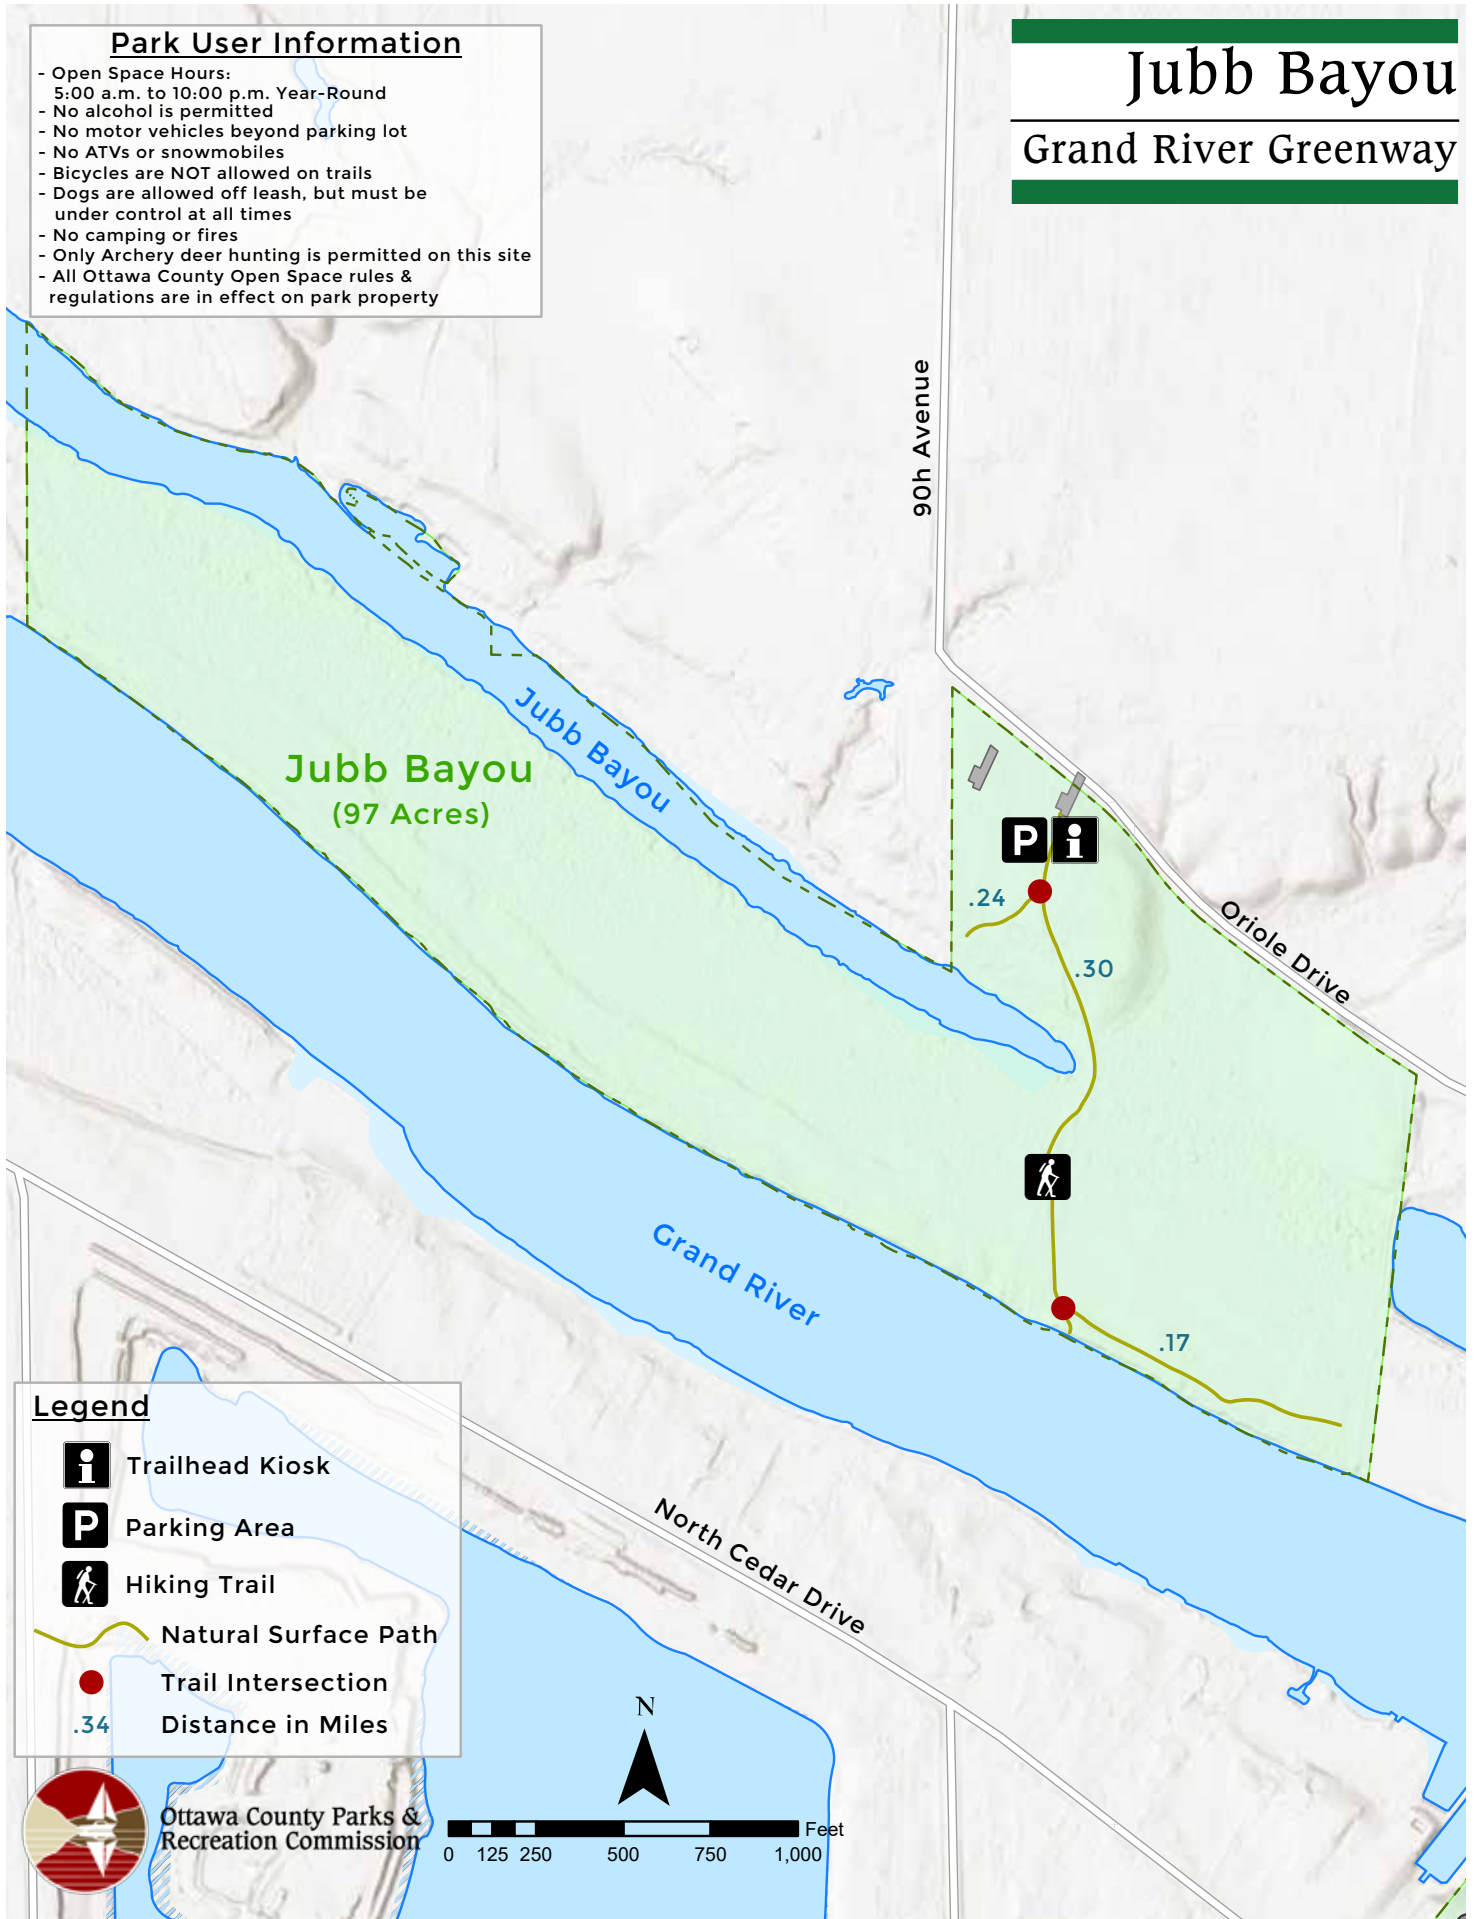 Park User Information
- Open Space Hours:
5:00 a.m. to 10:00 p.m. Year-Round
- No alcohol is permitted
- No motor vehicles beyond parking lot
- No ATVs or snowmobiles
- Bicycles are NOT allowed on trails
- Dogs are allowed off leash, but must be
under control at all times
- No camping or fires
- Only Archery deer hunting is permitted on this site
- All Ottawa County Open Space rules &
regulations are in effect on park property
Jubb Bayou
Grand River Greenway
90h Avenue
Jubb Bayou
Jubb Bayou
(97 Acres)
P i
.24
Oriole Drive
.30
Grand River
.17
North Cedar Drive
Legend
i Trailhead Kiosk
P Parking Area
Hiking Trail
Natural Surface Path
Trail Intersection
.34 Distance in Miles
N
Ottawa County Parks &
Recreation Commission
Feet
0 125 250 500 750 1,000